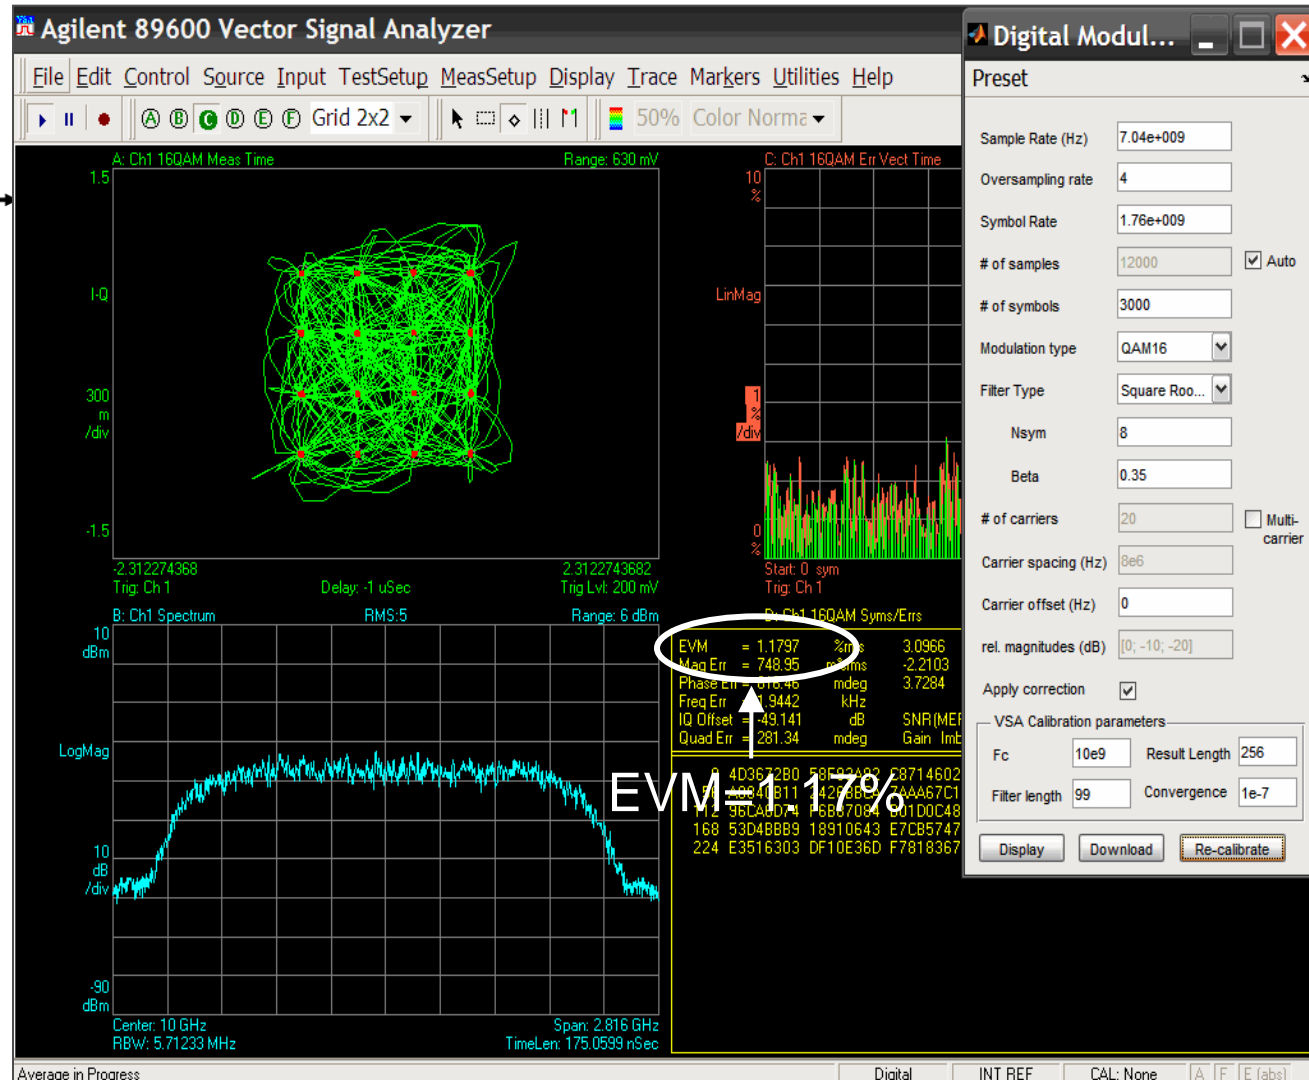 Agilent 89600 Vector Signal Analyzer
File Edit Control Source Input TestSetup MeasSetup Display Trace Markers Utilities Help
A B C D E F Grid 2x2 50% Color Norma
A: Ch1 16QAM Meas Time Range: 630 mV
1.5
I-Q
300
m
/div
-1.5
-2.312274368 2.3122743682
Trig: Ch 1 Delay: -1 uSec Trig Lvl: 200 mV
C: Ch1 16QAM Err Vect Time
10
%
LinMag
1
%
/div
0
%
Start: 0 sym
Trig: Ch 1
B: Ch1 Spectrum RMS:5 Range: 6 dBm
10
dBm
LogMag
10
dB
/div
-90
dBm
Center: 10 GHz Span: 2.816 GHz
RBW: 5.71233 MHz TimeLen: 175.0599 nSec
D: Ch1 16QAM Syms/Errs
EVM = 1.1797 %rms 3.0966
Mag Err = 748.95 m%rms -2.2103
Phase Err = 616.46 mdeg 3.7284
Freq Err = 1.9442 kHz
IQ Offset = -49.141 dB SNR(MER
Quad Err = 281.34 mdeg Gain Imb
0 4D3672B0 C8714602
EVM=1.17%
112
168 53D4BBB9 18910643 E7CB5747
224 E3516303 DF10E36D F7818367
Digital Modul...
Preset
Sample Rate (Hz) 7.04e+009
Oversampling rate 4
Symbol Rate 1.76e+009
# of samples 12000 Auto
# of symbols 3000
Modulation type QAM16
Filter Type Square Roo...
Nsym 8
Beta 0.35
# of carriers 20 Multi-
carrier
Carrier spacing (Hz) 8e6
Carrier offset (Hz) 0
rel. magnitudes (dB) [0; -10; -20]
Apply correction
VSA Calibration parameters
Fc 10e9 Result Length 256
Filter length 99 Convergence 1e-7
Display Download Re-calibrate
Average in Progress Digital INT REF CAL: None A F E (abs)